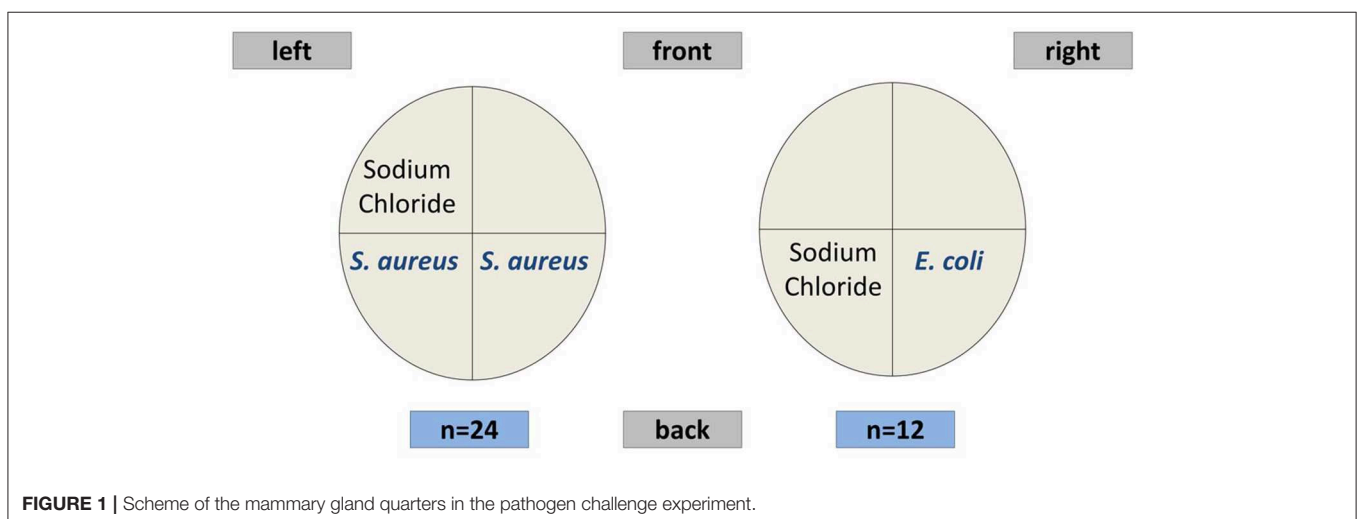 left front right
Sodium
Chloride
S. aureus S. aureus
Sodium
Chloride
E. coli
n=24 back n=12
FIGURE 1 | Scheme of the mammary gland quarters in the pathogen challenge experiment.